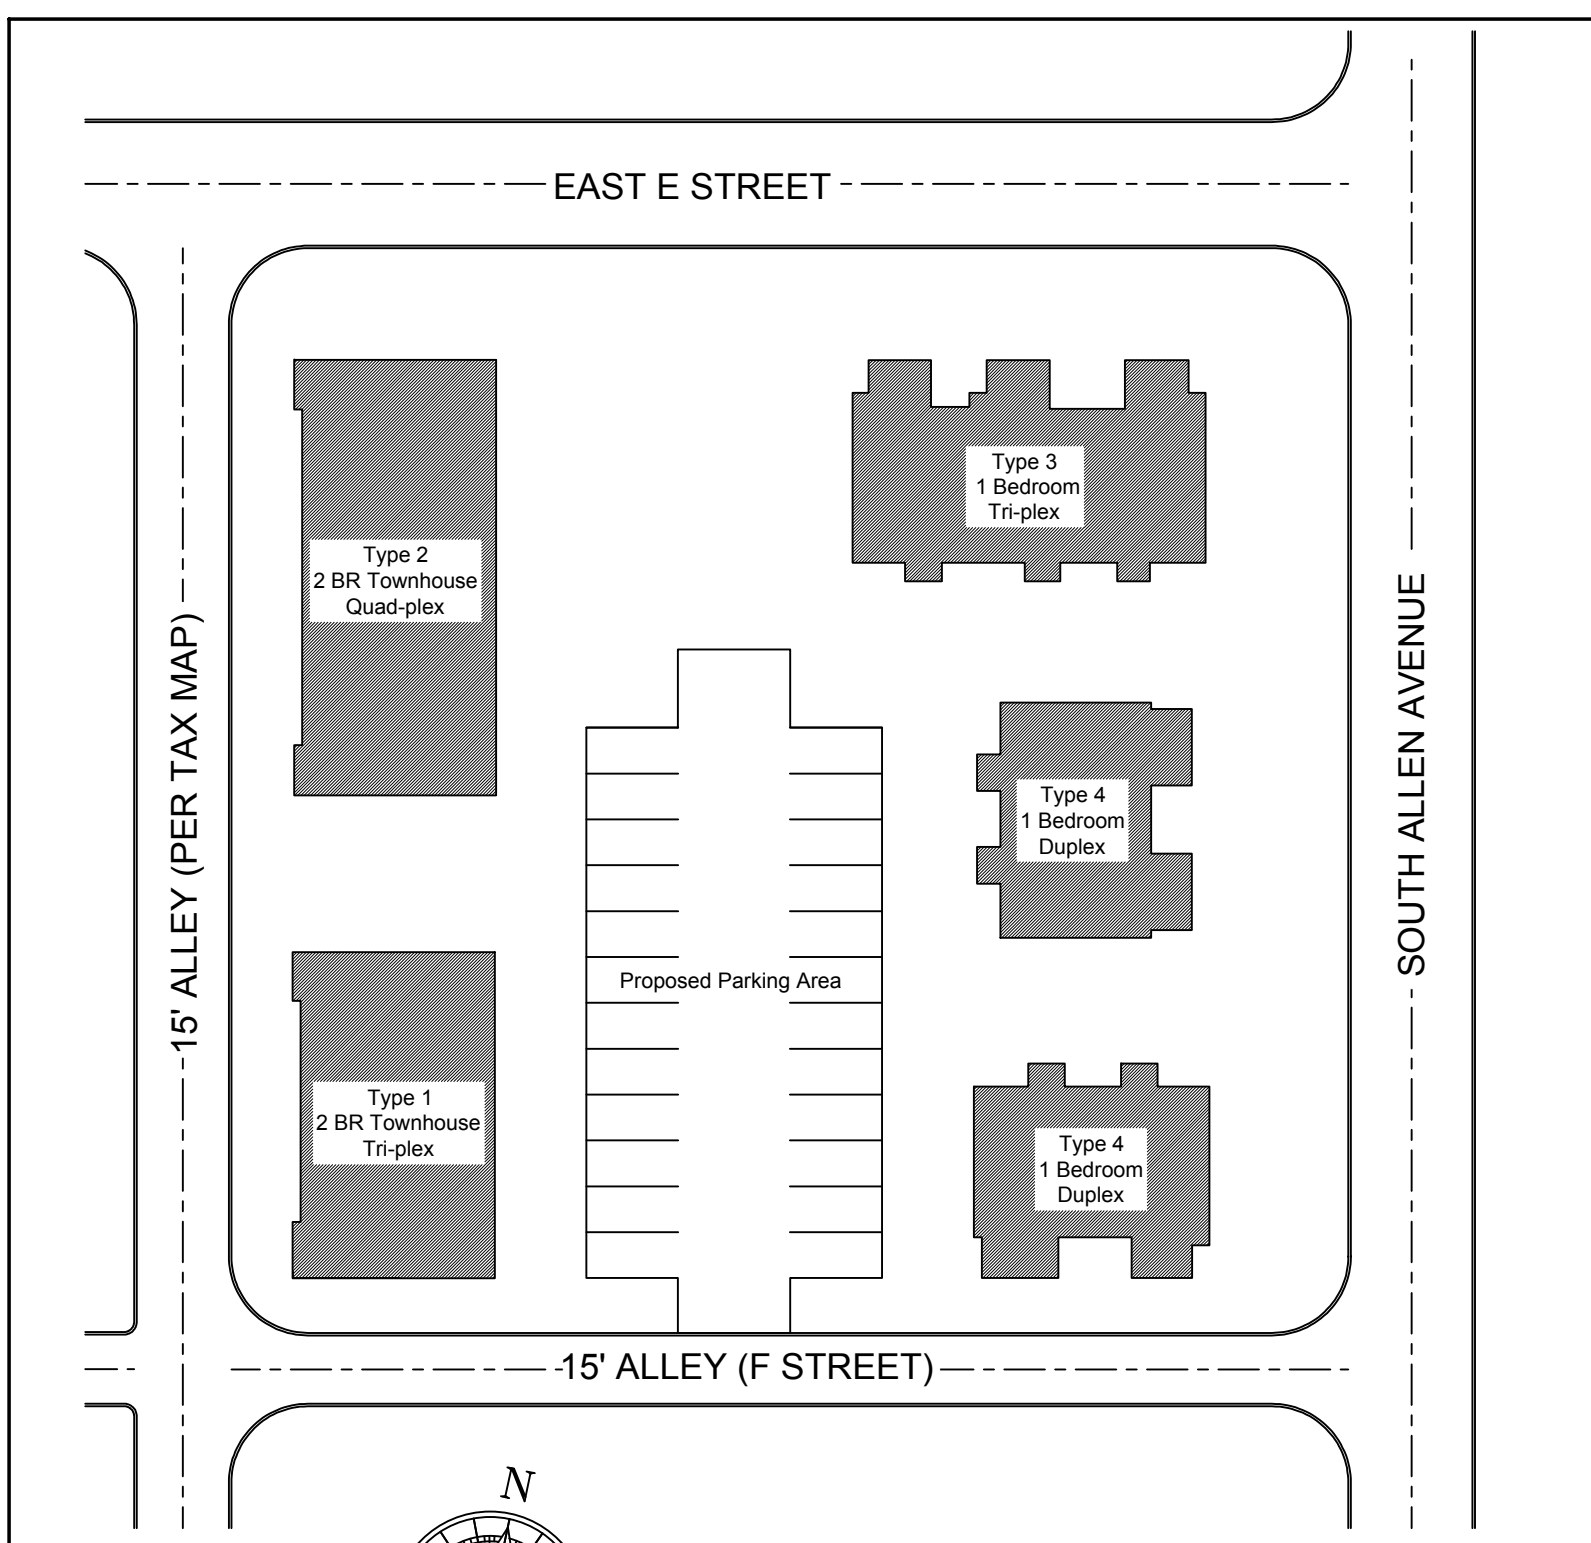 EAST E STREET
Type 3
1 Bedroom
Tri-plex
Type 2
2 BR Townhouse
Quad-plex
15' ALLEY (PER TAX MAP)
SOUTH ALLEN AVENUE
Type 4
1 Bedroom
Duplex
Proposed Parking Area
Type 1
2 BR Townhouse
Tri-plex
Type 4
1 Bedroom
Duplex
15' ALLEY (F STREET)
N